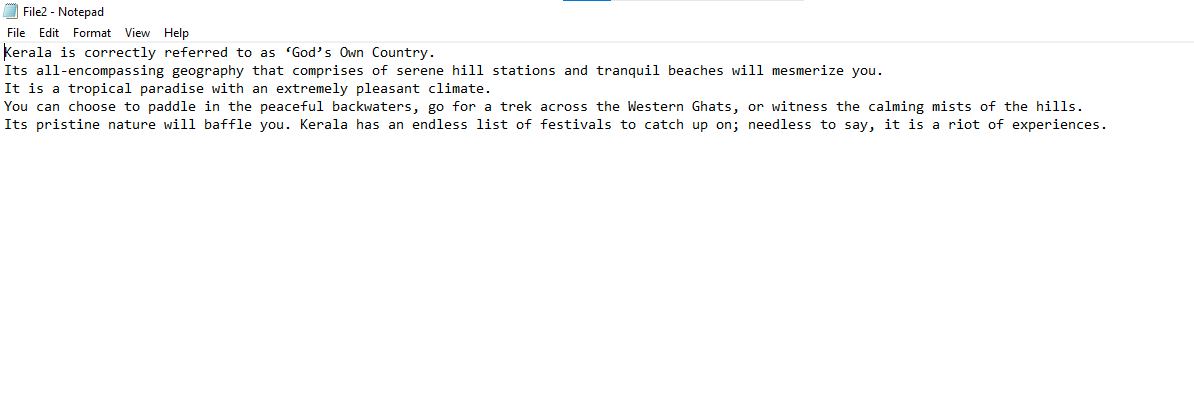 File2 - Notepad
File Edit Format View Help
Kerala is correctly referred to as ‘God’s Own Country.
Its all-encompassing geography that comprises of serene hill stations and tranquil beaches will mesmerize you.
It is a tropical paradise with an extremely pleasant climate.
You can choose to paddle in the peaceful backwaters, go for a trek across the Western Ghats, or witness the calming mists of the hills.
Its pristine nature will baffle you. Kerala has an endless list of festivals to catch up on; needless to say, it is a riot of experiences.